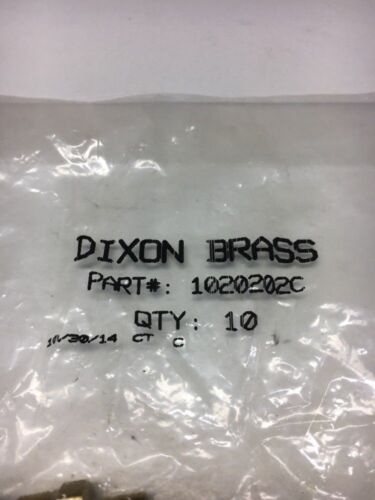 DIXON BRASS
PART#: 1020202C
QTY: 10
10/30/14 CT C